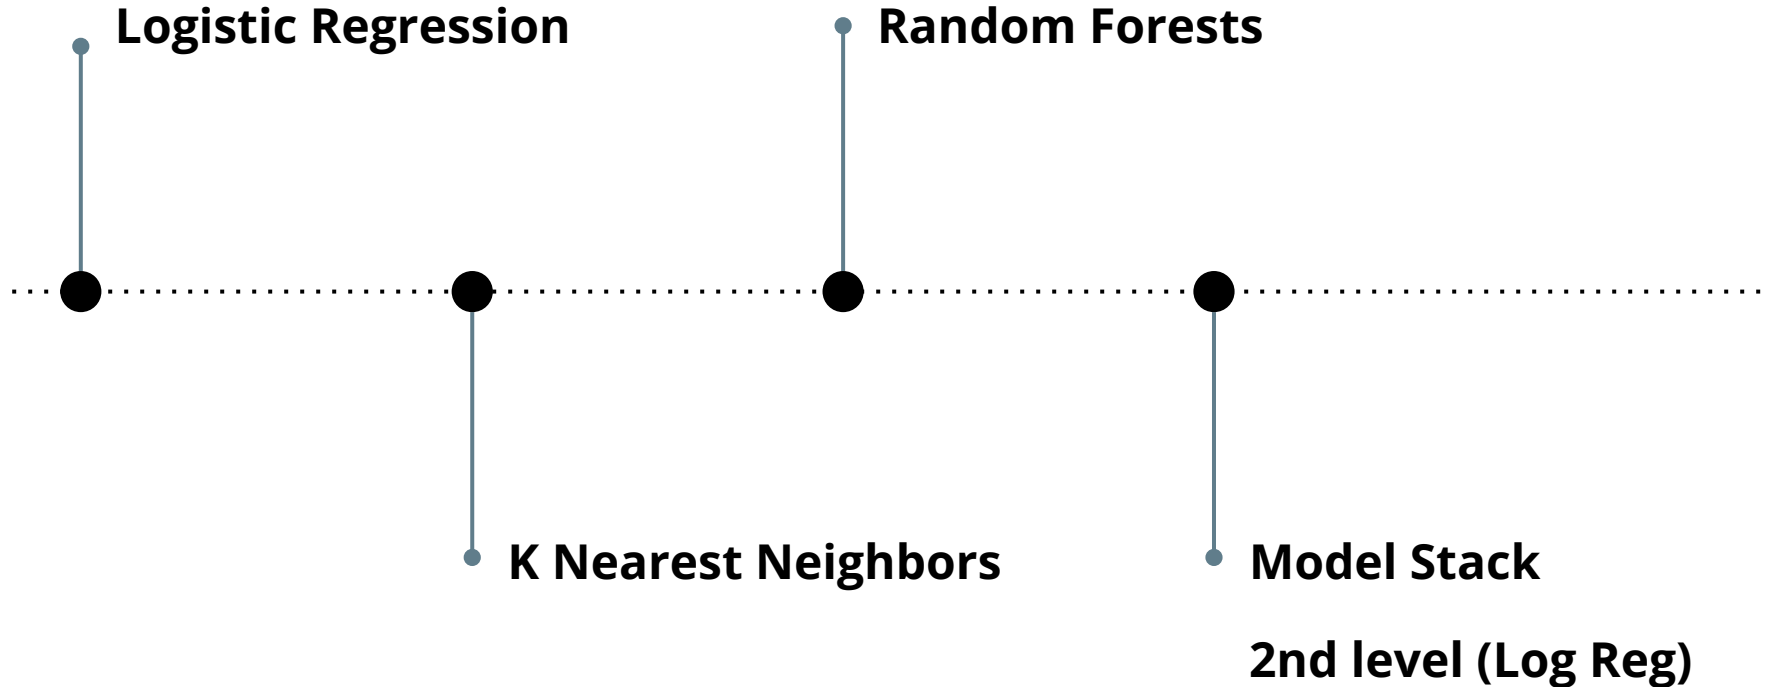 Logistic Regression
Random Forests
K Nearest Neighbors
Model Stack
2nd level (Log Reg)